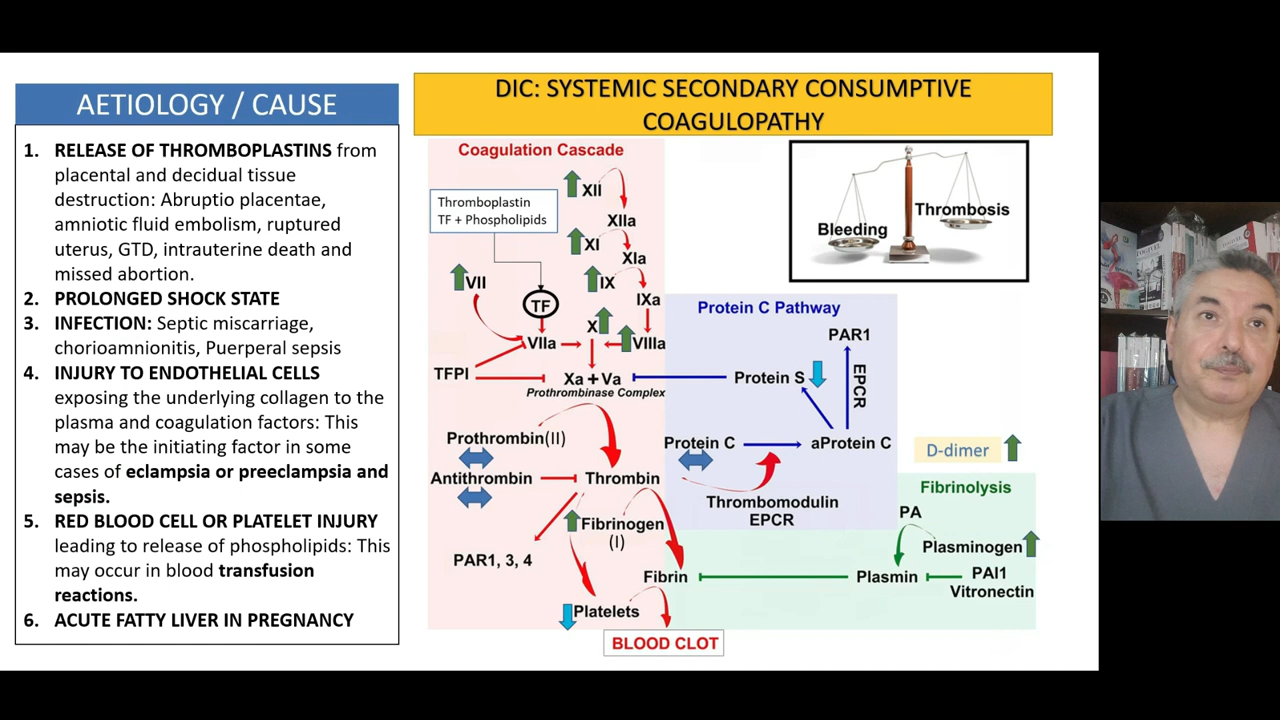 AETIOLOGY / CAUSE
1. RELEASE OF THROMBOPLASTINS from
placental and decidual tissue
destruction: Abruptio placentae,
amniotic fluid embolism, ruptured
uterus, GTD, intrauterine death and
missed abortion.
2. PROLONGED SHOCK STATE
3. INFECTION: Septic miscarriage,
chorioamnionitis, Puerperal sepsis
4. INJURY TO ENDOTHELIAL CELLS
exposing the underlying collagen to the
plasma and coagulation factors: This
may be the initiating factor in some
cases of eclampsia or preeclampsia and
sepsis.
5. RED BLOOD CELL OR PLATELET INJURY
leading to release of phospholipids: This
may occur in blood transfusion
reactions.
6. ACUTE FATTY LIVER IN PREGNANCY
DIC: SYSTEMIC SECONDARY CONSUMPTIVE
COAGULOPATHY
Coagulation Cascade
XII
Thromboplastin
TF + Phospholipids
XIIa
XI
XIa
VII
IX
IXa
TF
X
VIIa
VIIIa
TFPI
Xa + Va
Prothrombinase Complex
Prothrombin(II)
Antithrombin
Thrombin
Fibrinogen
(I)
PAR1, 3, 4
Fibrin
Platelets
BLOOD CLOT
Bleeding
Thrombosis
Protein C Pathway
PAR1
Protein S
EPCR
Protein C
aProtein C
Thrombomodulin
EPCR
D-dimer
Fibrinolysis
PA
Plasminogen
Plasmin
PAI1
Vitronectin